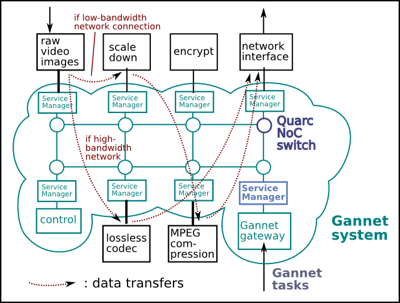 if low-bandwidth
network connection
raw
video
images
scale
down
encrypt
network
interface
Service
Manager
Service
Manager
Service
Manager
Service
Manager
Quarc
NoC
switch
if high-
bandwidth
network
Service
Manager
Service
Manager
Service
Manager
Service
Manager
control
lossless
codec
MPEG
com-
pression
Gannet
gateway
Gannet
system
Gannet
tasks
: data transfers